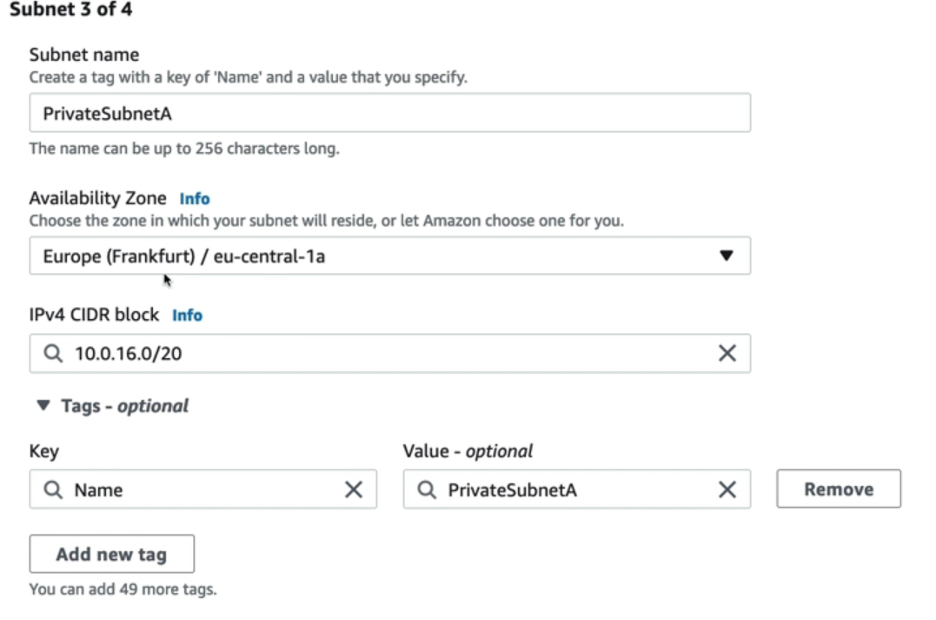 Subnet 3 of 4
Subnet name
Create a tag with a key of 'Name' and a value that you specify.
PrivateSubnetA
The name can be up to 256 characters long.
Availability Zone Info
Choose the zone in which your subnet will reside, or let Amazon choose one for you.
Europe (Frankfurt) / eu-central-1a
IPv4 CIDR block Info
10.0.16.0/20
Tags - optional
Key Value - optional
Name PrivateSubnetA Remove
Add new tag
You can add 49 more tags.